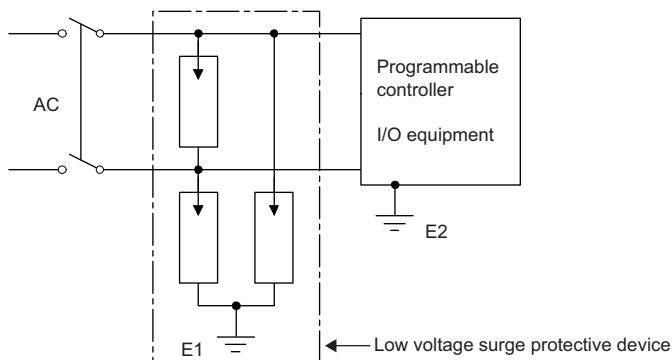 Programmable
controller
AC
I/O equipment
E2
E1
Low voltage surge protective device